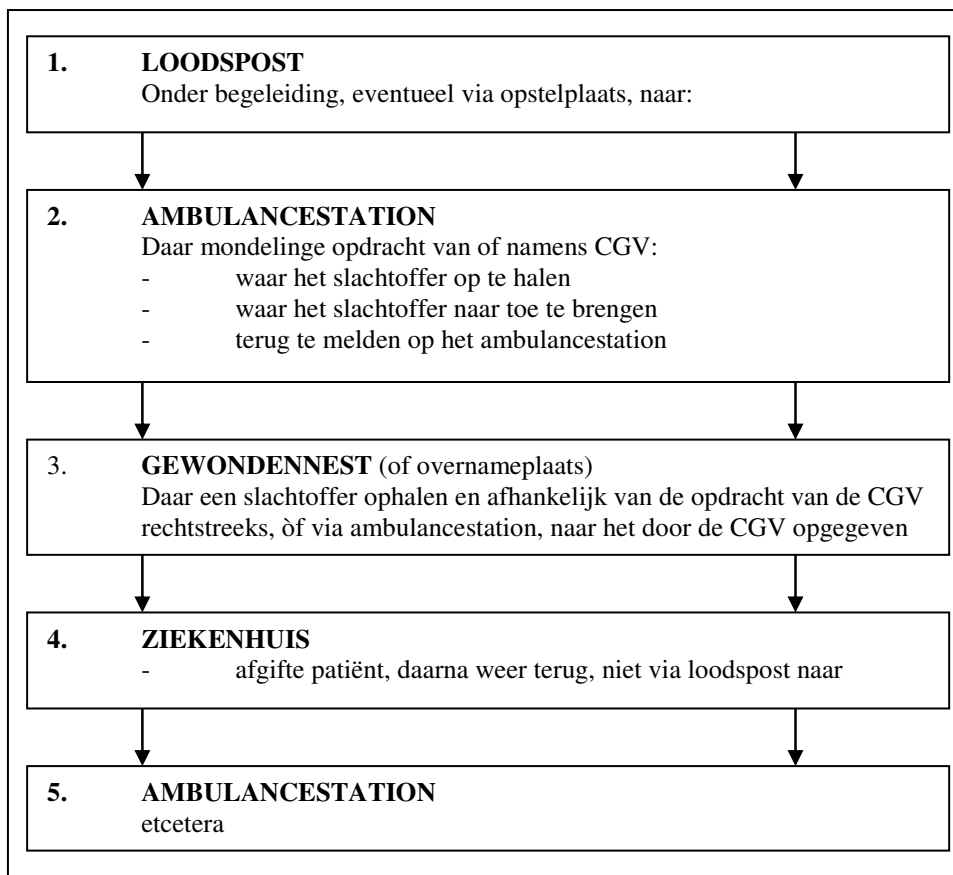 1. LOODSPOST
Onder begeleiding, eventueel via opstelplaats, naar:
2. AMBULANCESTATION
Daar mondelinge opdracht van of namens CGV:
- waar het slachtoffer op te halen
- waar het slachtoffer naar toe te brengen
- terug te melden op het ambulancestation
3. GEWONDENNEST (of overnameplaats)
Daar een slachtoffer ophalen en afhankelijk van de opdracht van de CGV
rechtstreeks, òf via ambulancestation, naar het door de CGV opgegeven
4. ZIEKENHUIS
- afgifte patiënt, daarna weer terug, niet via loodspost naar
5. AMBULANCESTATION
etcetera